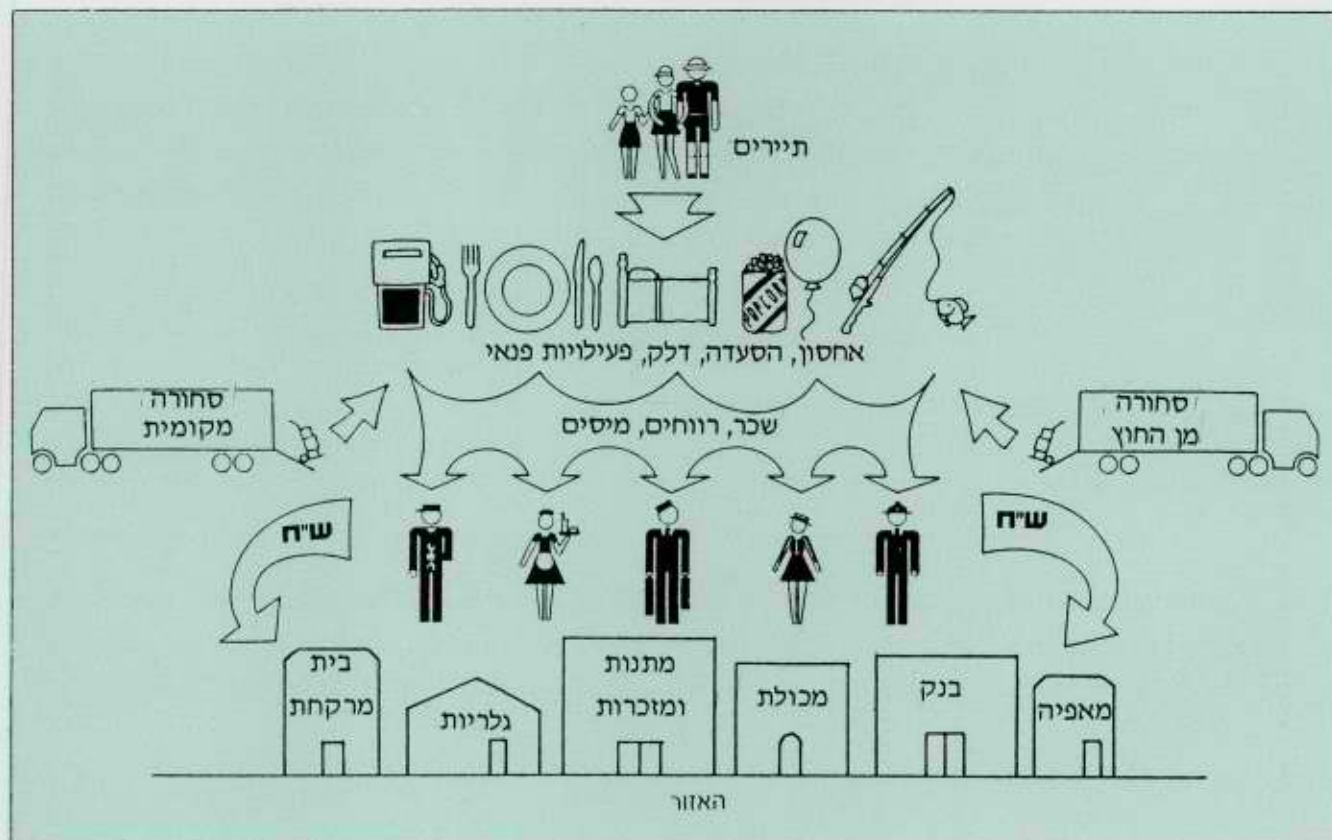 תיירים
POPCORN
אחסון, הסעדה, דלק, פעילויות פנאי
סחורה
מקומית
סחורה
מן החוץ
שכר, רווחים, מיסים
ש"ח
ש"ח
בית
מרקחת
גלריות
מתנות
ומזכרות
מכולת
בנק
מאפיה
האזור